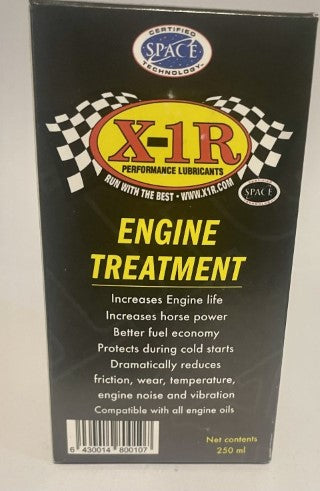 CERTIFIED
SPACE
TECHNOLOGY
X-1R
PERFORMANCE LUBRICANTS
RUN WITH THE BEST • WWW.X1R.COM
SPACE
ENGINE
TREATMENT
Increases Engine life
Increases horse power
Better fuel economy
Protects during cold starts
Dramatically reduces
friction, wear, temperature,
engine noise and vibration
Compatible with all engine oils
6 430014 800107
Net contents
250 ml